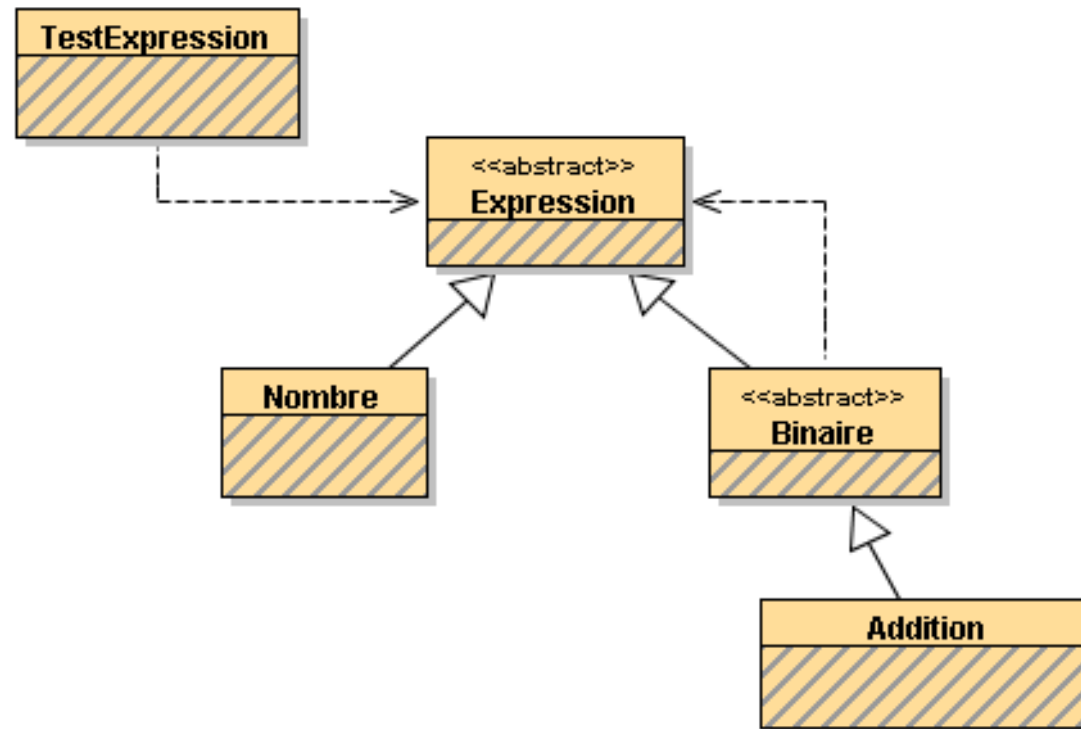 TestExpression
<<abstract>>
Expression
Nombre
<<abstract>>
Binaire
Addition